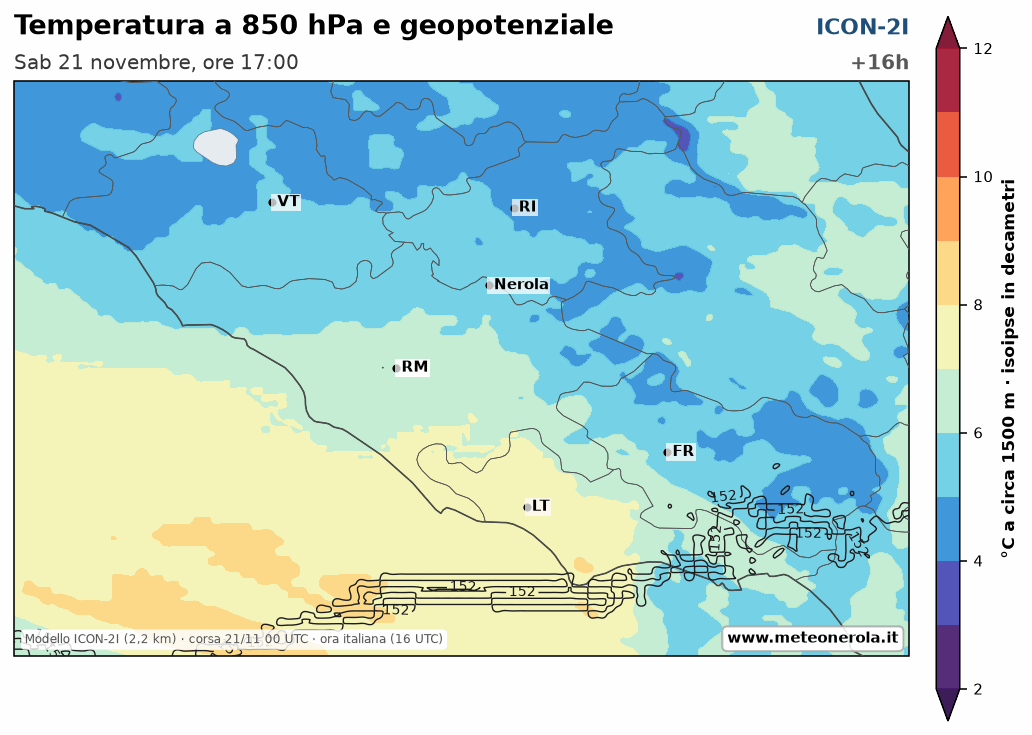 Temperatura a 850 hPa e geopotenziale
ICON-2I
Sab 21 novembre, ore 17:00
+16h
12
10
8
6
4
2
°C a circa 1500 m · isoipse in decametri
VT
RI
Nerola
RM
FR
LT
152
152
152
152
152
152
152
Modello ICON-2I (2,2 km) · corsa 21/11 00 UTC · ora italiana (16 UTC)
www.meteonerola.it